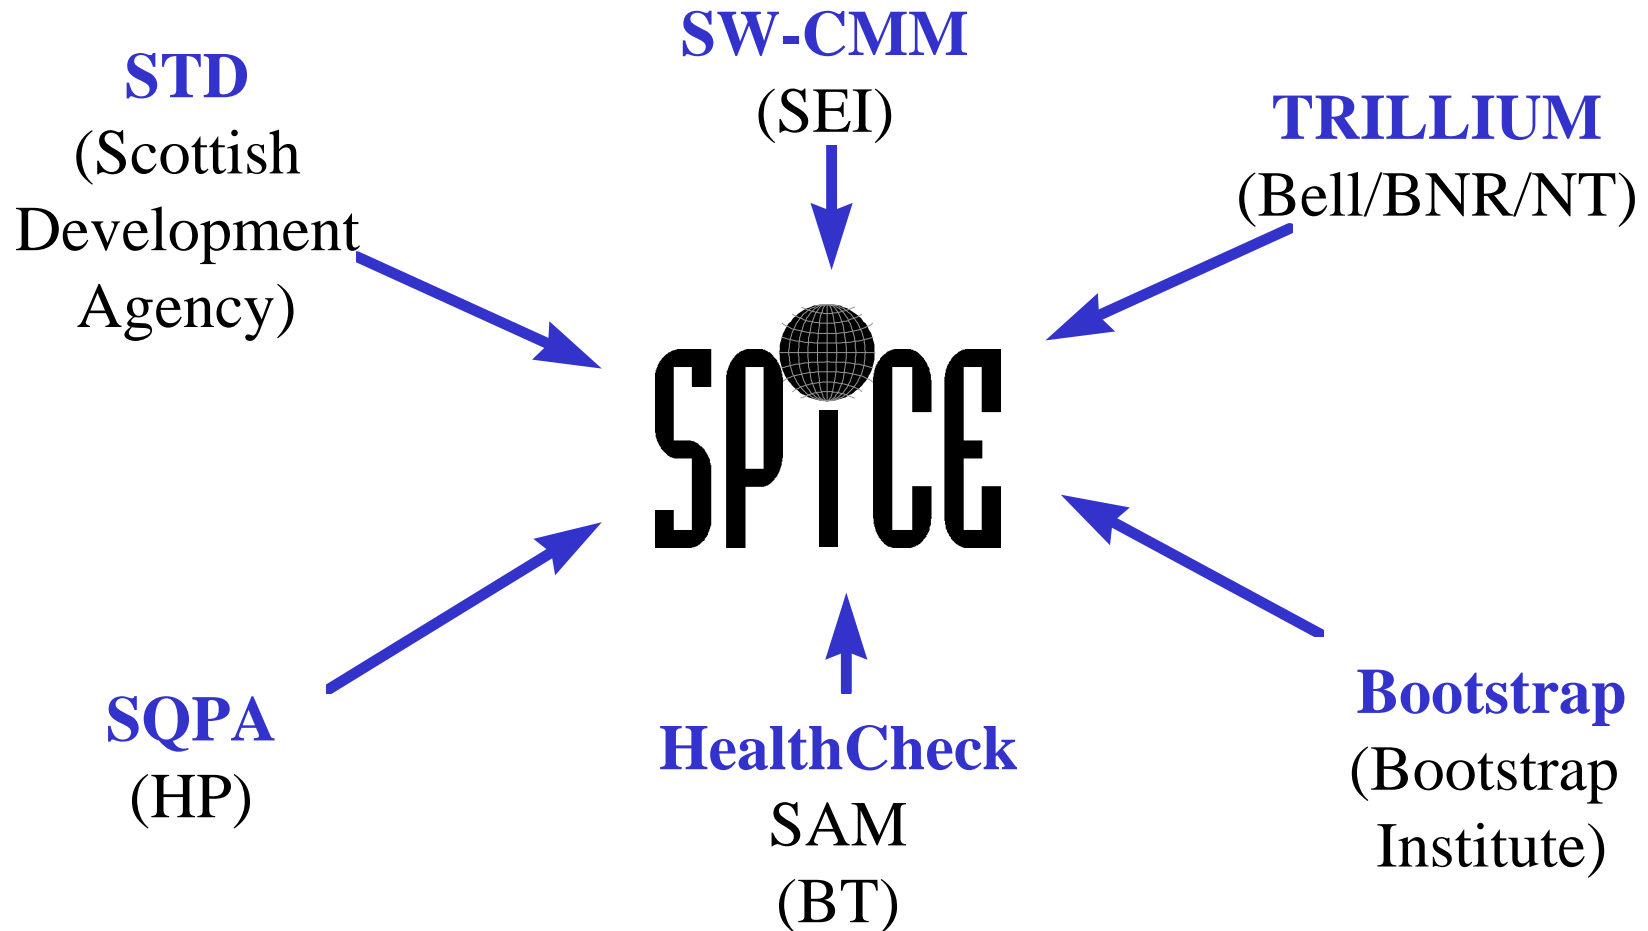 SW-CMM
(SEI)
STD
(Scottish
Development
Agency)
TRILLIUM
(Bell/BNR/NT)
SPiCE
SQPA
(HP)
HealthCheck
SAM
(BT)
Bootstrap
(Bootstrap
Institute)